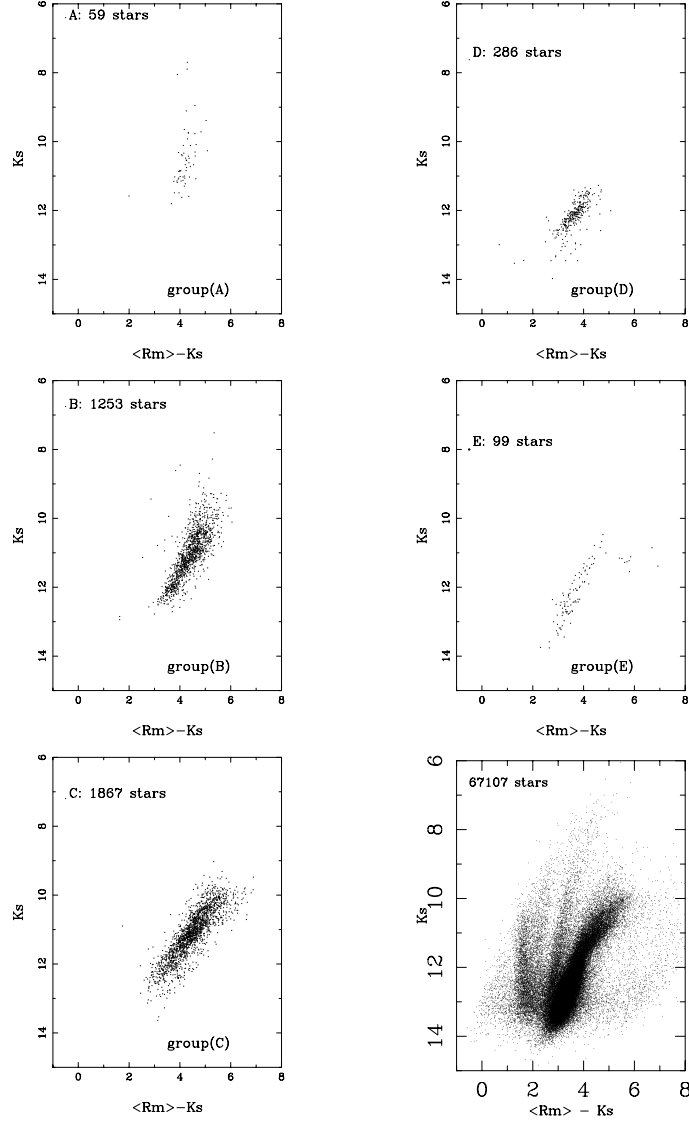 6
8
10
12
14
Ks
A: 59 stars
group(A)
0
2
4
6
8
<Rm>−Ks
6
8
10
12
14
Ks
D: 286 stars
group(D)
0
2
4
6
8
<Rm>−Ks
6
8
10
12
14
Ks
B: 1253 stars
group(B)
0
2
4
6
8
<Rm>−Ks
6
8
10
12
14
Ks
E: 99 stars
group(E)
0
2
4
6
8
<Rm>−Ks
6
8
10
12
14
Ks
C: 1867 stars
group(C)
0
2
4
6
8
<Rm>−Ks
6
8
10
12
14
Ks
67107 stars
0
2
4
6
8
<Rm> − Ks